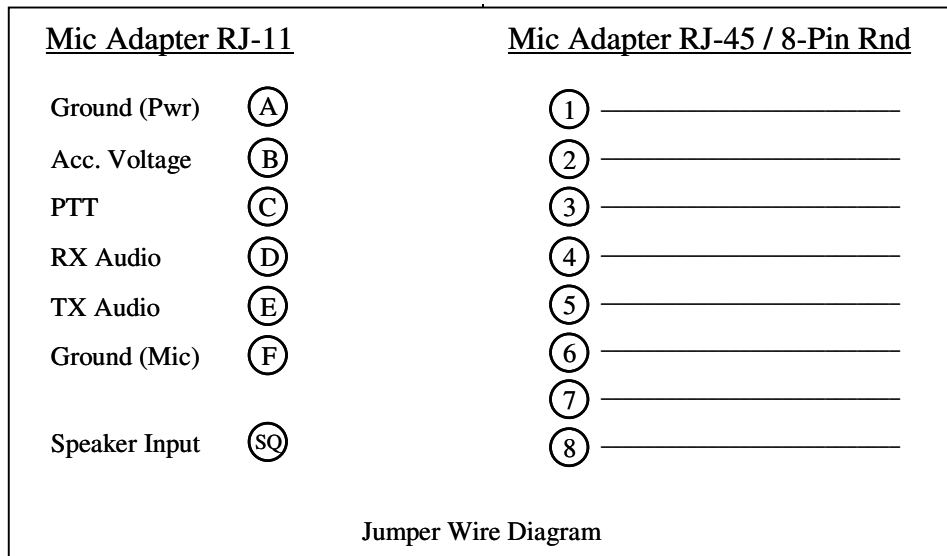 Mic Adapter RJ-11 Mic Adapter RJ-45 / 8-Pin Rnd
Ground (Pwr) A 1
Acc. Voltage B 2
PTT C 3
RX Audio D 4
TX Audio E 5
Ground (Mic) F 6
7
Speaker Input SQ 8
Jumper Wire Diagram